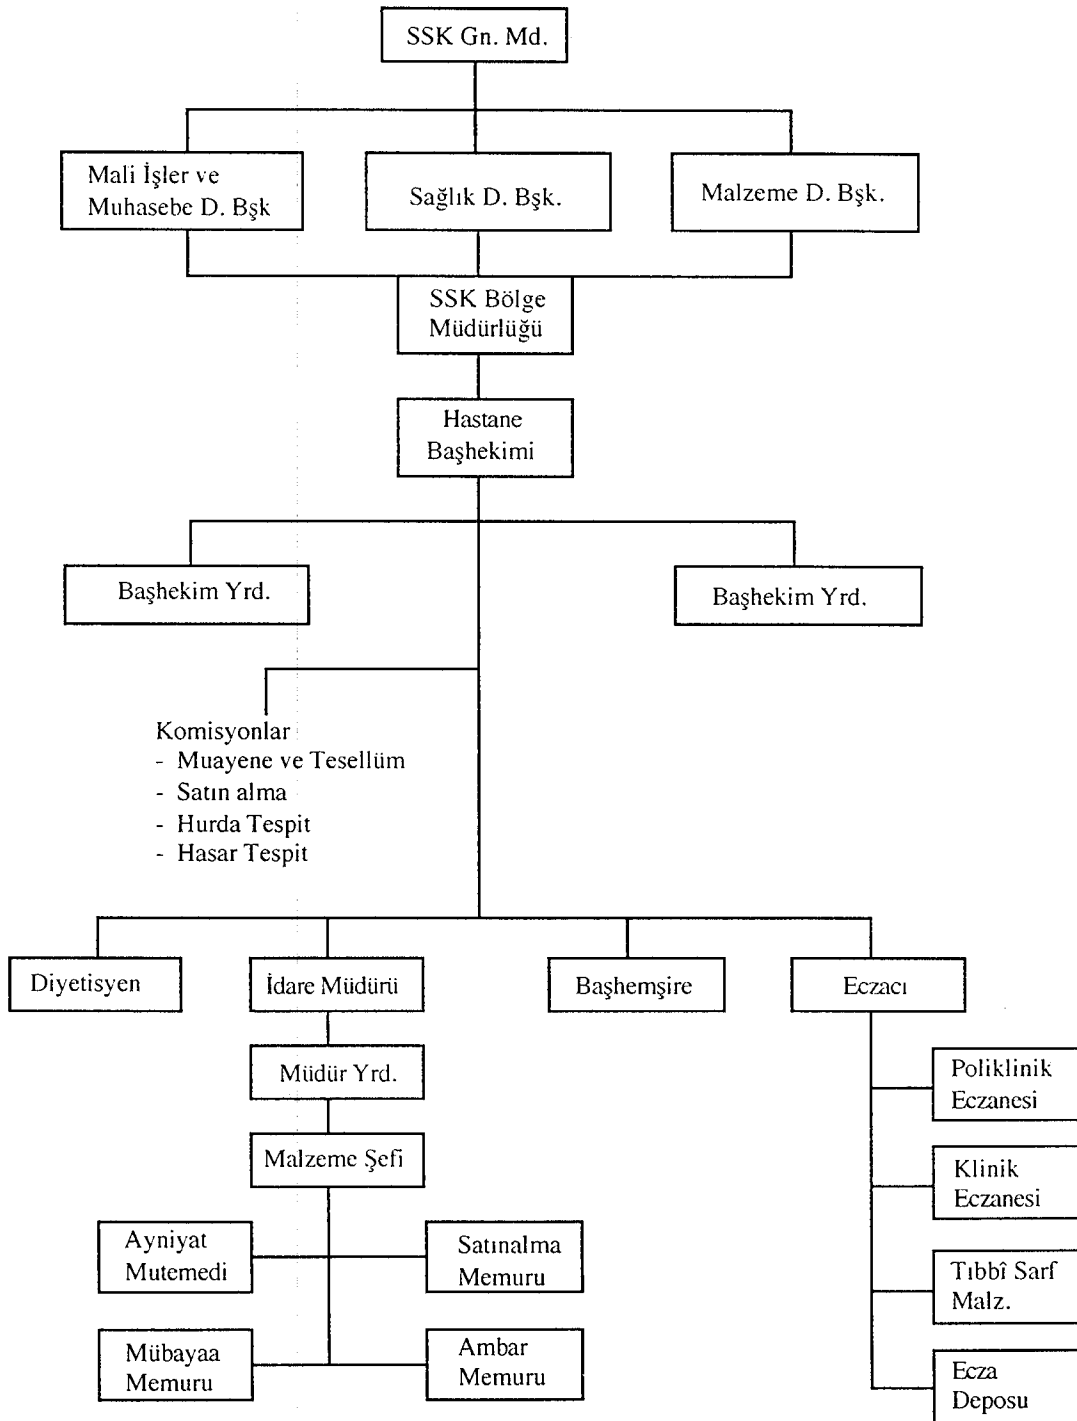 SSK Gn. Md.
Mali İşler ve
Muhasebe D. Bşk
Sağlık D. Bşk.
Malzeme D. Bşk.
SSK Bölge
Müdürlüğü
Hastane
Başhekimi
Başhekim Yrd.
Başhekim Yrd.
Komisyonlar
- Muayene ve Tesellüm
- Satın alma
- Hurda Tespit
- Hasar Tespit
Diyetisyen
İdare Müdürü
Başhemşire
Eczacı
Müdür Yrd.
Malzeme Şefi
Ayniyat
Mutemedi
Satınalma
Memuru
Mübayaa
Memuru
Ambar
Memuru
Poliklinik
Eczanesi
Klinik
Eczanesi
Tıbbî Sarf
Malz.
Ecza
Deposu